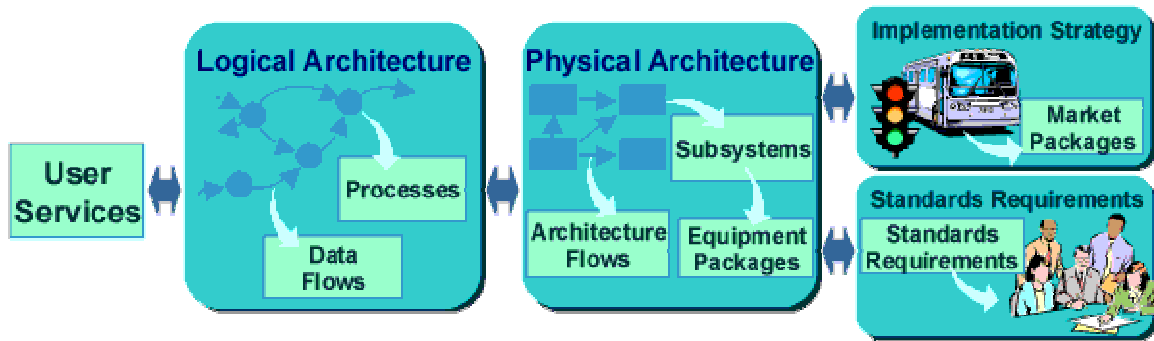 User
Services
Logical Architecture
Processes
Data
Flows
Physical Architecture
Subsystems
Architecture
Flows
Equipment
Packages
Implementation Strategy
Market
Packages
Standards Requirements
Standards
Requirements